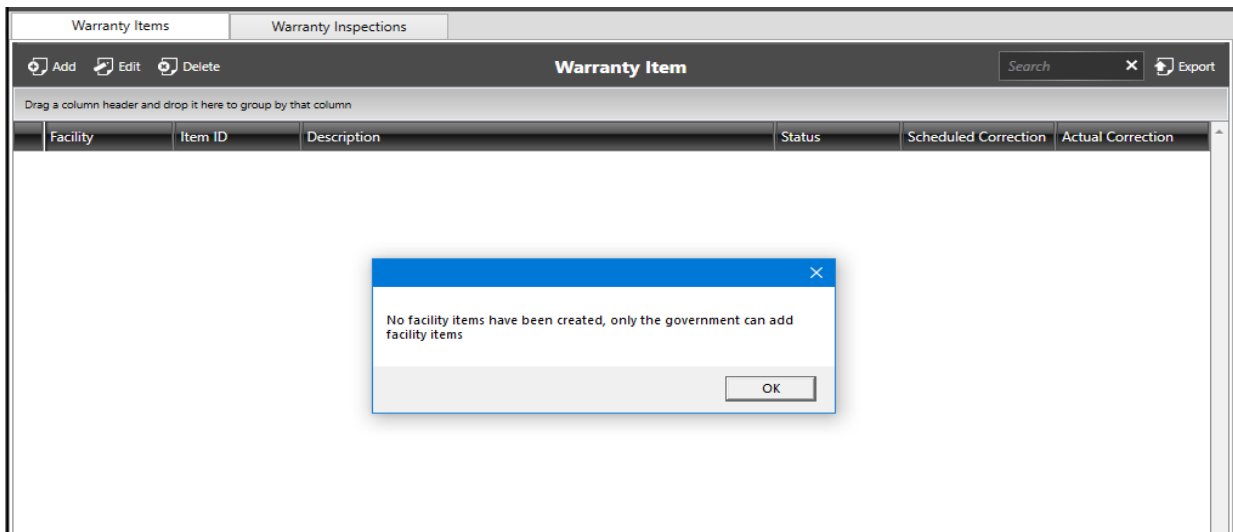 Warranty Items Warranty Inspections
Add Edit Delete Warranty Item Search Export
Drag a column header and drop it here to group by that column
Facility Item ID Description Status Scheduled Correction Actual Correction
No facility items have been created, only the government can add
facility items
OK